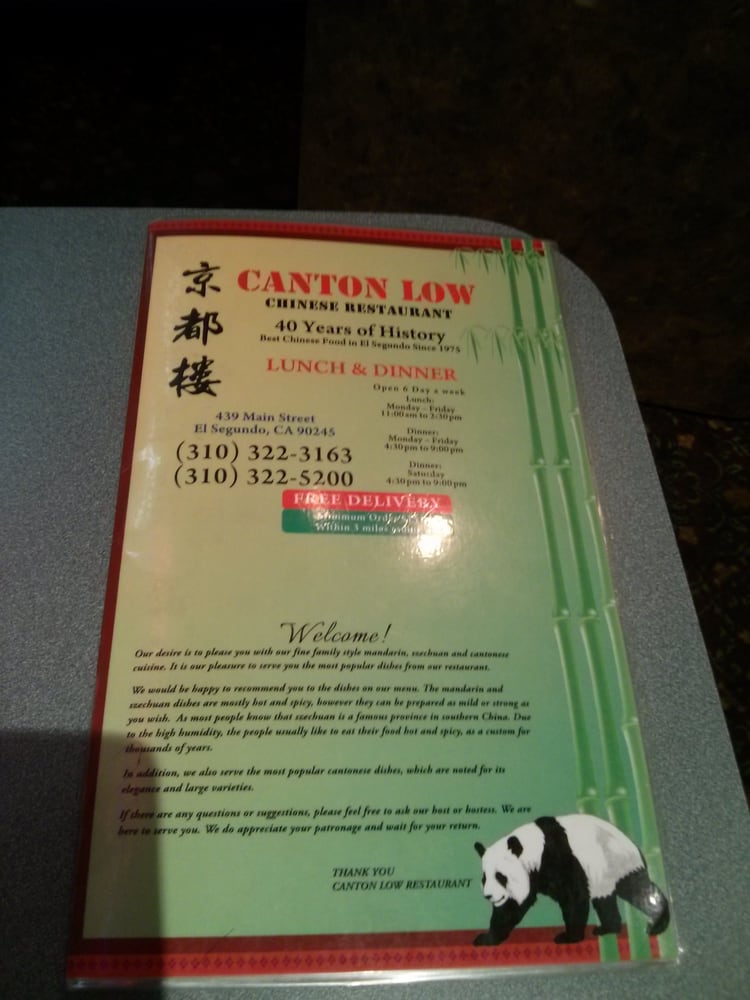 京都楼
CANTON LOW
CHINESE RESTAURANT
40 Years of History
Best Chinese Food in El Segundo Since 1975
LUNCH & DINNER
Open 6 Day a week
Lunch:
Monday - Friday
11:00am to 2:30pm
Dinner:
Monday - Friday
4:30pm to 9:00pm
Dinner:
Saturday
4:30pm to 9:00pm
439 Main Street
El Segundo, CA 90245
(310) 322-3163
(310) 322-5200
FREE DELIVERY
Minimum Order
Within 3 miles
Welcome!
Our desire is to please you with our fine family style mandarin, szechuan and cantonese
cuisine. It is our pleasure to serve you the most popular dishes from our restaurant.
We would be happy to recommend you to the dishes on our menu. The mandarin and
szechuan dishes are mostly hot and spicy, however they can be prepared as mild or strong as
you wish. As most people know that szechuan is a famous province in southern China. Due
to the high humidity, the people usually like to eat their food hot and spicy, as a custom for
thousands of years.
In addition, we also serve the most popular cantonese dishes, which are noted for its
elegance and large varieties.
If there are any questions or suggestions, please feel free to ask our host or hostess. We are
here to serve you. We do appreciate your patronage and wait for your return.
THANK YOU
CANTON LOW RESTAURANT